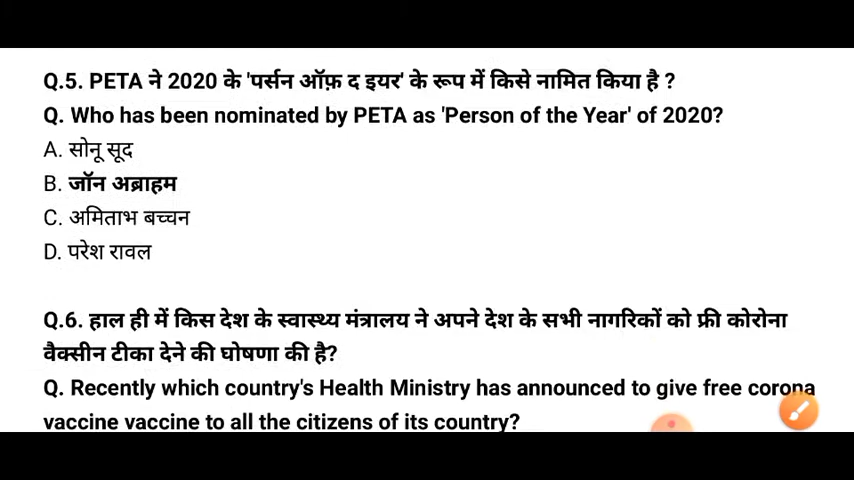 Q.5. PETA ने 2020 के 'पर्सन ऑफ़ द इयर' के रूप में किसे नामित किया है ?
Q. Who has been nominated by PETA as 'Person of the Year' of 2020?
A. सोनू सूद
B. जॉन अब्राहम
C. अमिताभ बच्चन
D. परेश रावल
Q.6. हाल ही में किस देश के स्वास्थ्य मंत्रालय ने अपने देश के सभी नागरिकों को फ्री कोरोना
वैक्सीन टीका देने की घोषणा की है?
Q. Recently which country's Health Ministry has announced to give free corona
vaccine vaccine to all the citizens of its country?